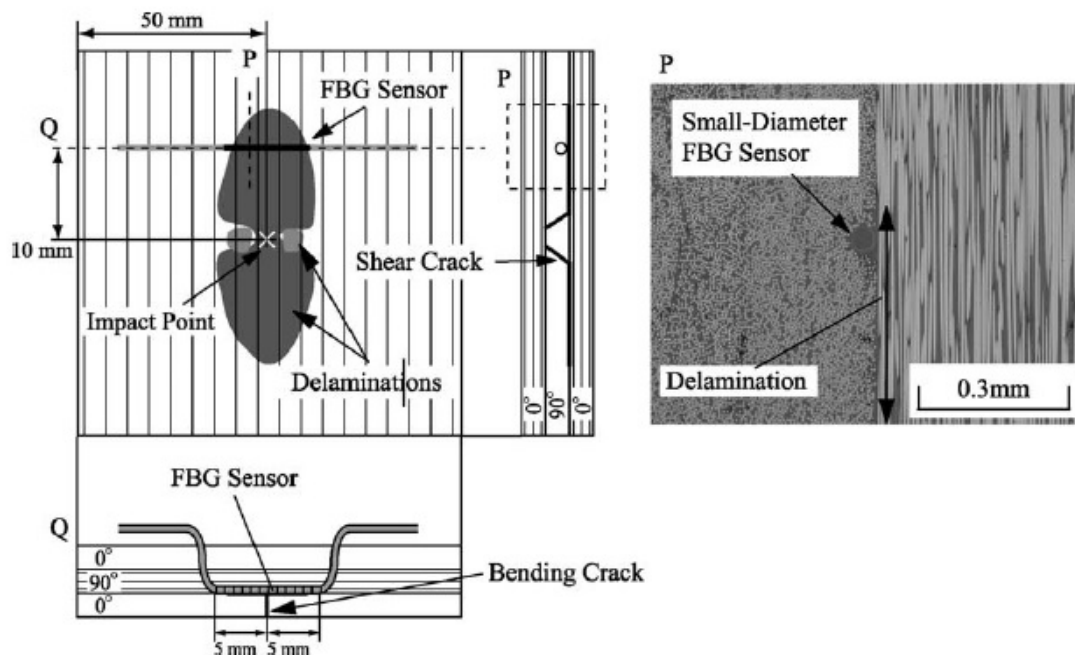 50 mm
P
FBG Sensor
Q
10 mm
Impact Point
Delaminations
P
Shear Crack
0°
90°
0°
P
Small-Diameter
FBG Sensor
Delamination
0.3mm
Q
FBG Sensor
0°
90°
0°
Bending Crack
5 mm
5 mm